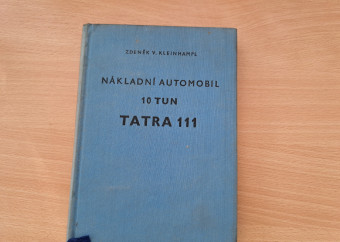 ZDENĚK V. KLEINHAMPL
NÁKLADNÍ AUTOMOBIL
10 TUN
TATRA 111